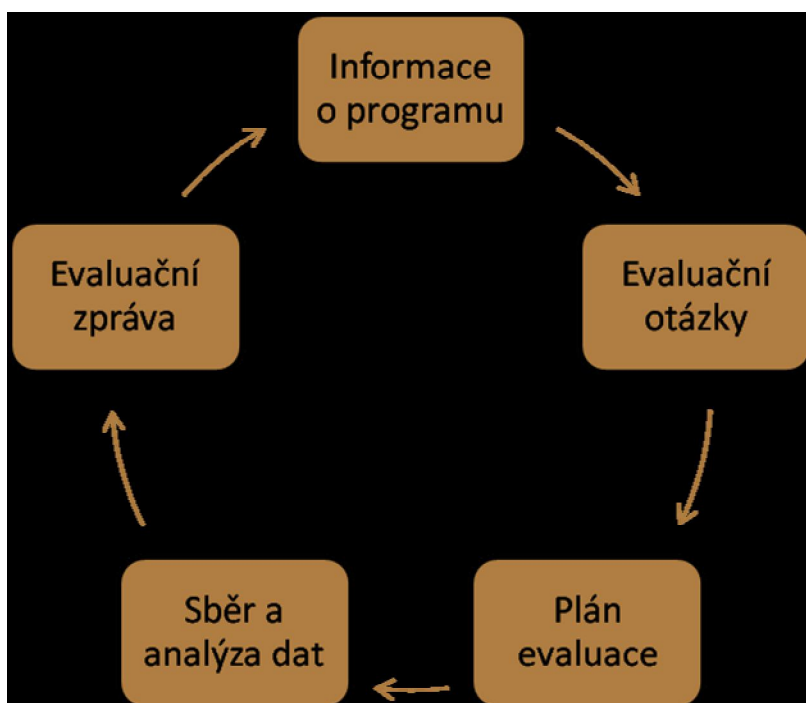 Informace
o programu
Evaluační
otázky
Plán
evaluace
Sběr a
analýza dat
Evaluační
zpráva